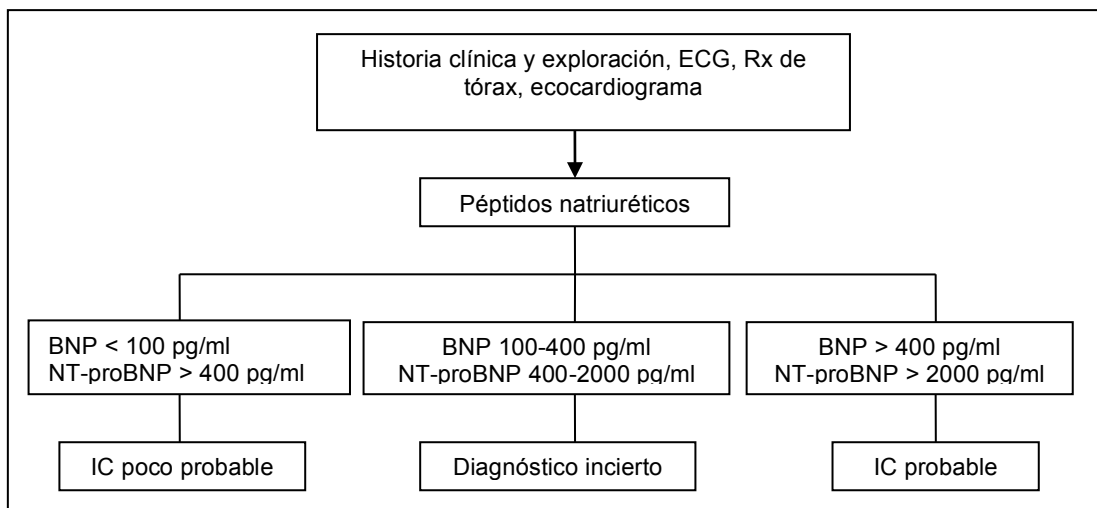 Historia clínica y exploración, ECG, Rx de
tórax, ecocardiograma
Péptidos natriuréticos
BNP < 100 pg/ml
NT-proBNP > 400 pg/ml
BNP 100-400 pg/ml
NT-proBNP 400-2000 pg/ml
BNP > 400 pg/ml
NT-proBNP > 2000 pg/ml
IC poco probable
Diagnóstico incierto
IC probable